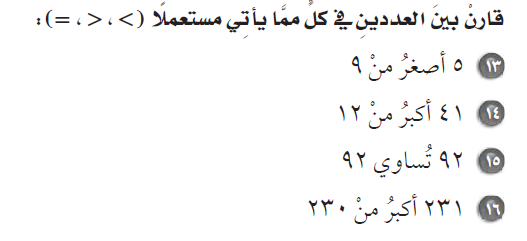 قارنْ بينَ العددينِ في كلٍّ ممَّا يأتِي مستعملًا (>، <، =):
١٣ ٥ أصغرُ منْ ٩
١٤ ٤١ أكبرُ منْ ١٢
١٥ ٩٢ تُساوي ٩٢
١٦ ٢٣١ أكبرُ منْ ٢٣٠